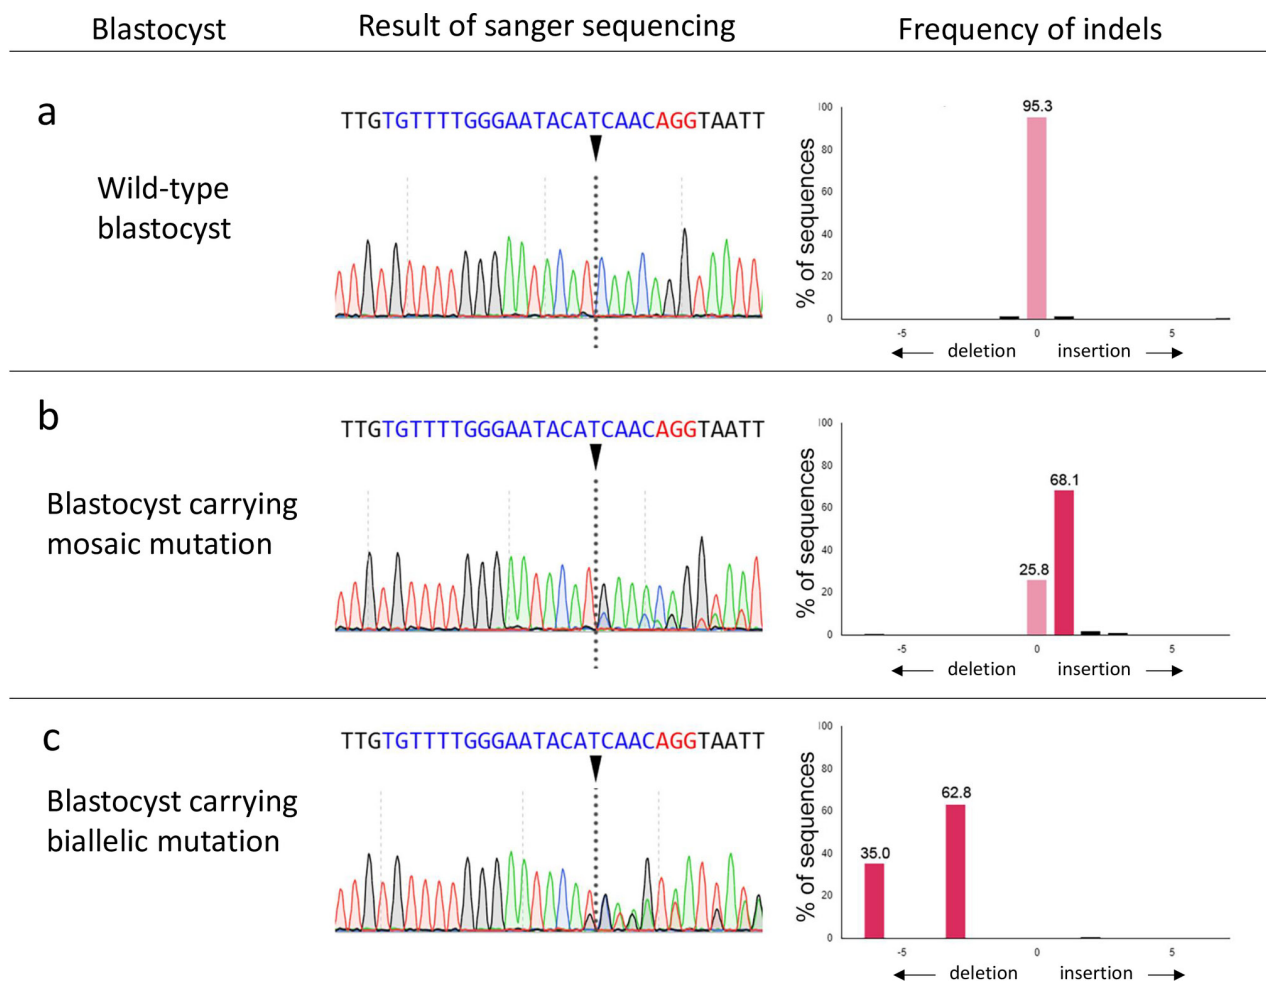 Blastocyst Result of sanger sequencing Frequency of indels
a
Wild-type
blastocyst
TTGTGTTTTGGGAATACATCAACAGGTAATT
% of sequences
100
80
60
40
20
0
95.3
-5 0 5
deletion insertion
b
Blastocyst carrying
mosaic mutation
TTGTGTTTTGGGAATACATCAACAGGTAATT
% of sequences
100
80
60
40
20
0
25.8
68.1
-5 0 5
deletion insertion
c
Blastocyst carrying
biallelic mutation
TTGTGTTTTGGGAATACATCAACAGGTAATT
% of sequences
100
80
60
40
20
0
35.0
62.8
-5 0 5
deletion insertion